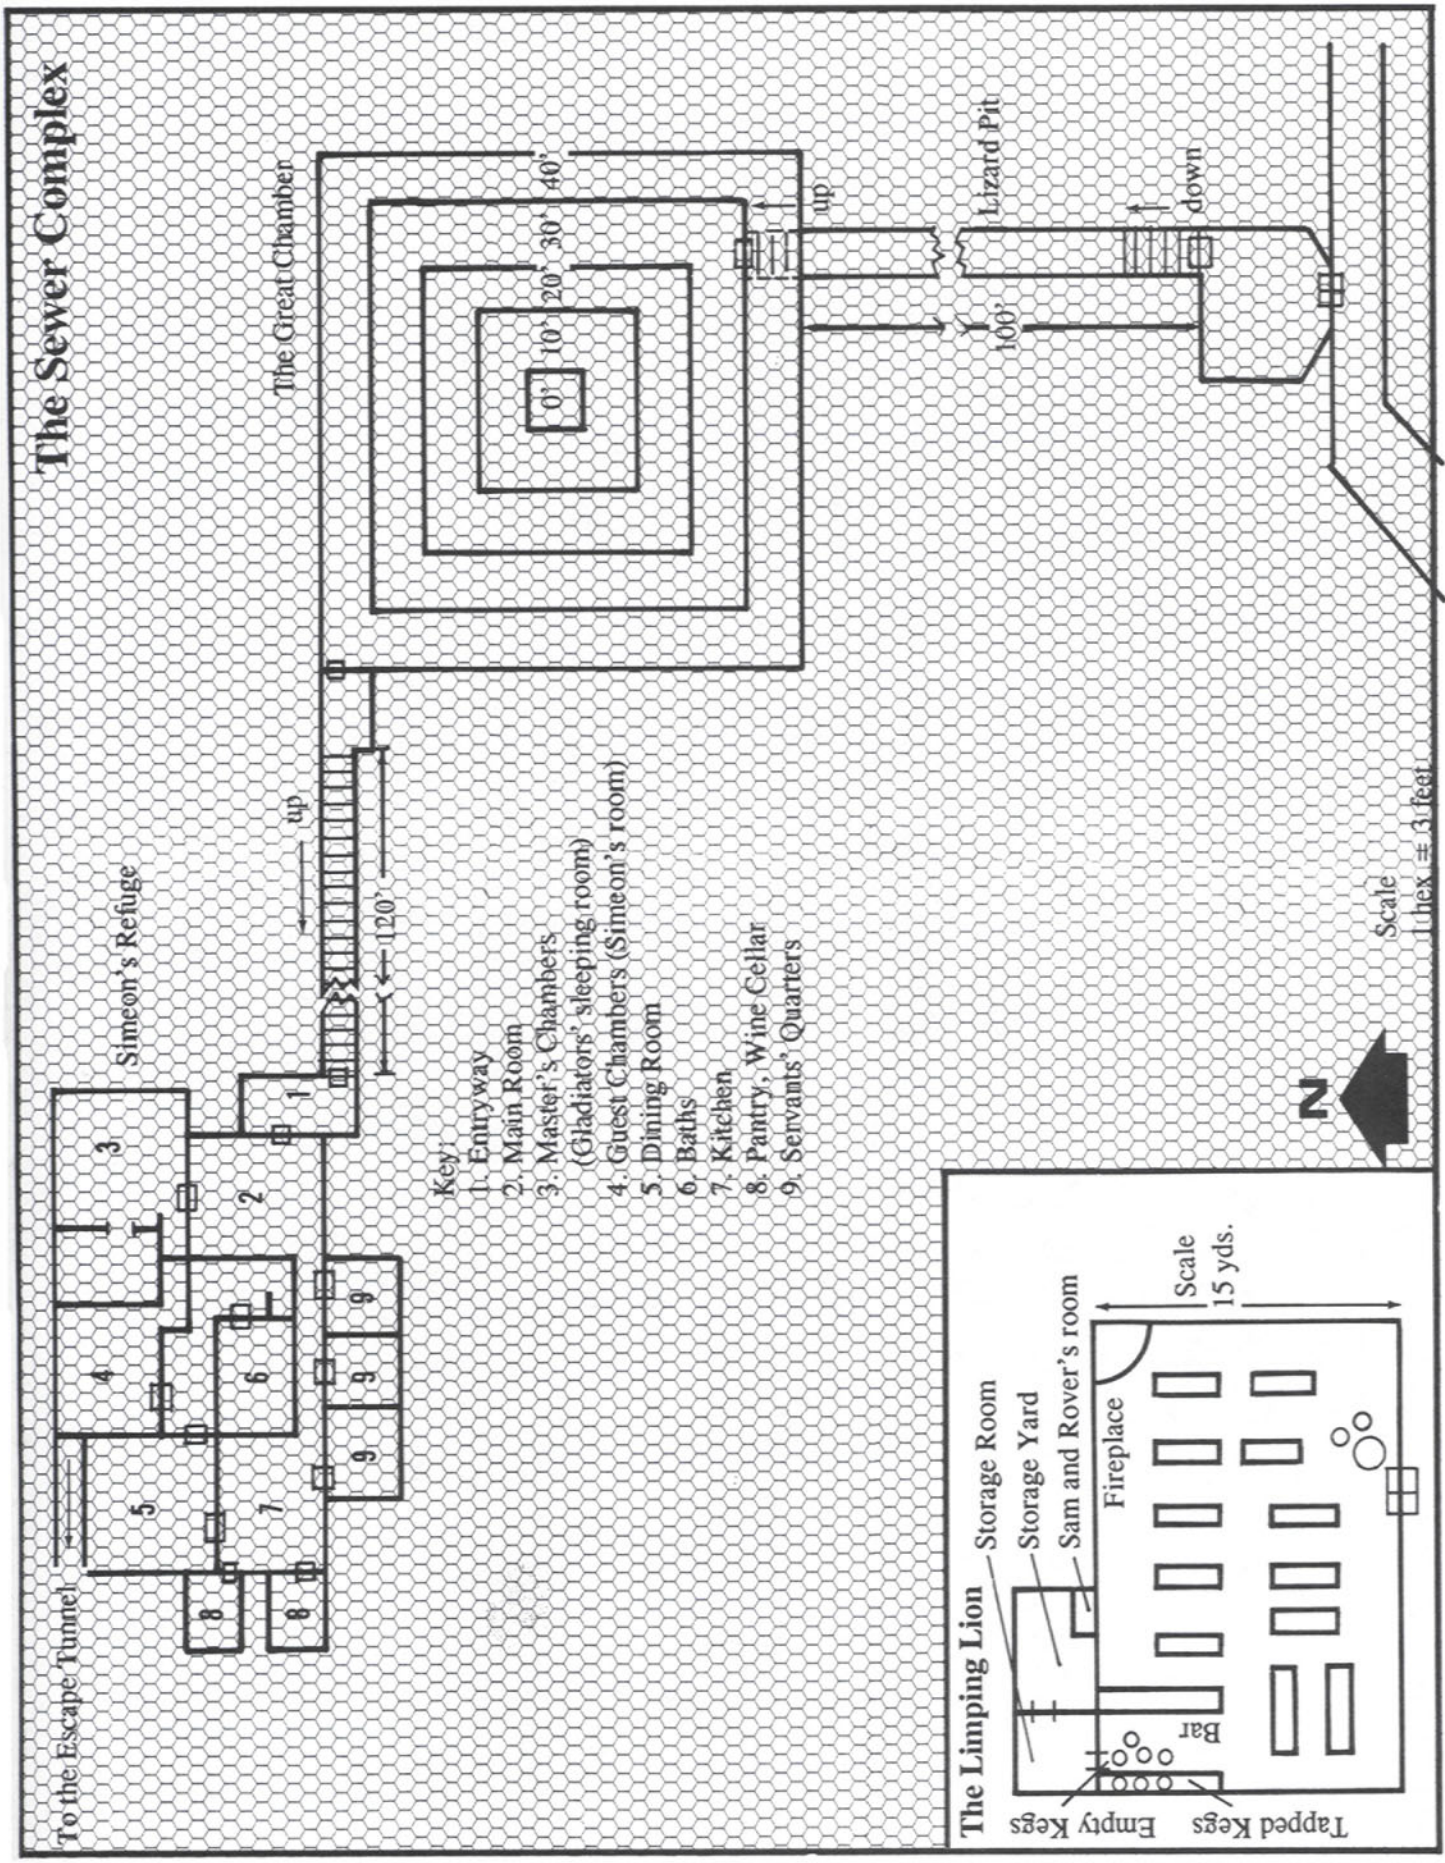 The Sewer Complex
To the Escape Tunnel
Simeon's Refuge
The Great Chamber
3
4
5
2
1
6
7
8
8
9
9
9
up
120'
0' 10' 20' 30' 40'
up
Lizard Pit
100'
down
Key:
1. Entryway
2. Main Room
3. Master's Chambers
(Gladiators' sleeping room)
4. Guest Chambers (Simeon's room)
5. Dining Room
6. Baths
7. Kitchen
8. Pantry, Wine Cellar
9. Servants' Quarters
Scale
1 hex = 3 feet
N
The Limping Lion
Storage Room
Storage Yard
Sam and Rover's room
Fireplace
Scale
15 yds.
Bar
Empty Kegs
Tapped Kegs